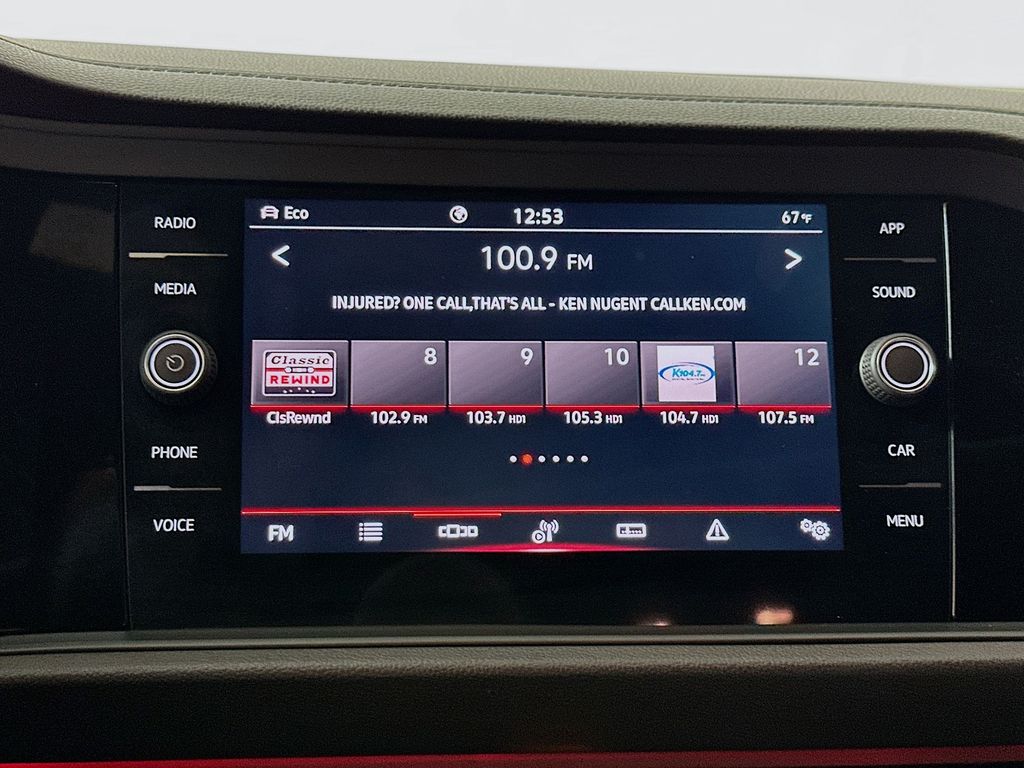 RADIO
MEDIA
PHONE
VOICE
Eco
12:53
67°F
< 100.9 FM >
INJURED? ONE CALL,THAT'S ALL - KEN NUGENT CALLKEN.COM
Classic
REWIND
8
9
10
K104.7
12
ClsRewnd
102.9 FM
103.7 HD1
105.3 HD1
104.7 HD1
107.5 FM
FM
APP
SOUND
CAR
MENU